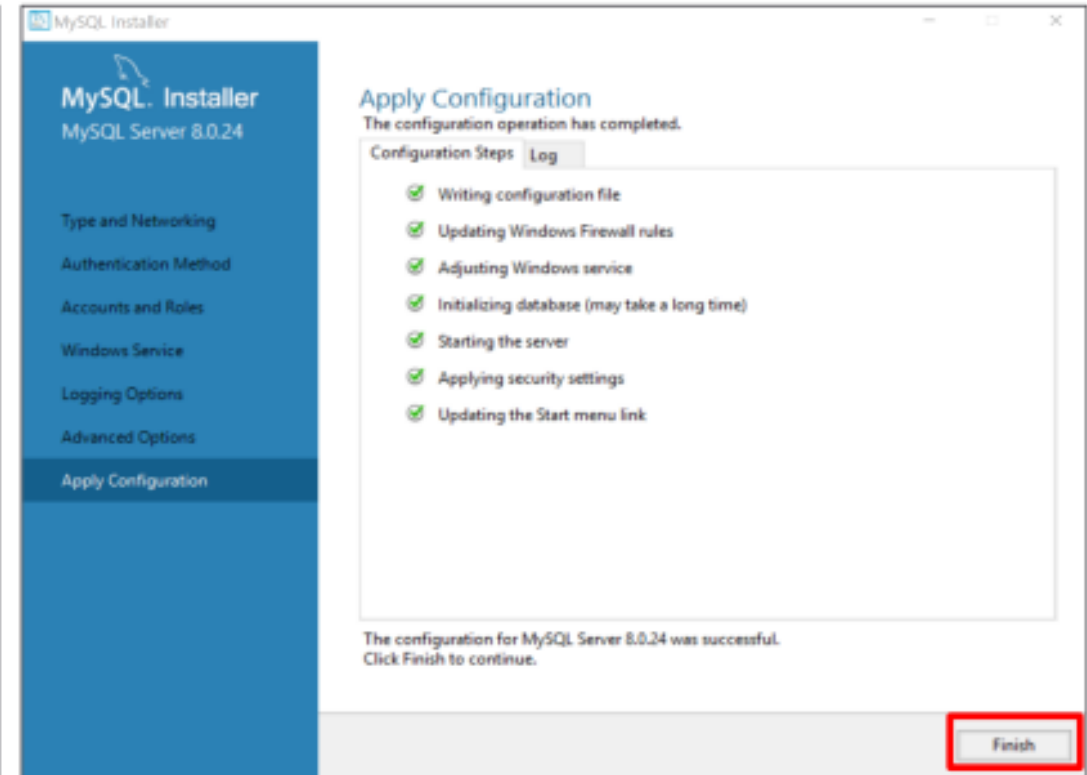 MySQL Installer
MySQL. Installer
MySQL Server 8.0.24
Type and Networking
Authentication Method
Accounts and Roles
Windows Service
Logging Options
Advanced Options
Apply Configuration
Apply Configuration
The configuration operation has completed.
Configuration Steps
Log
Writing configuration file
Updating Windows Firewall rules
Adjusting Windows service
Initializing database (may take a long time)
Starting the server
Applying security settings
Updating the Start menu link
The configuration for MySQL Server 8.0.24 was successful.
Click Finish to continue.
Finish